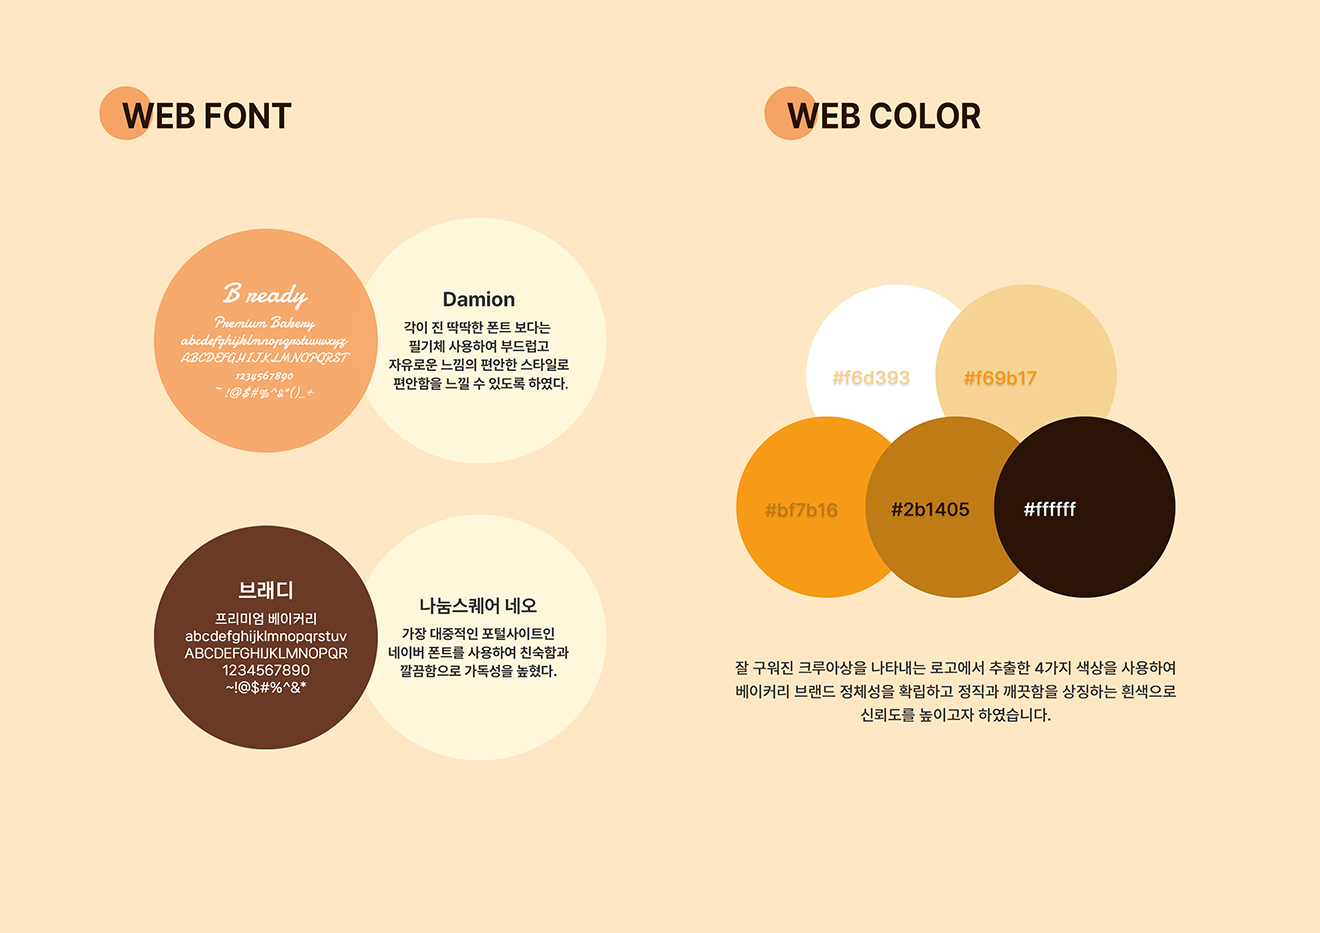 WEB FONT
B ready
Premium Bakery
abcdefghijklmnopqrstuvwxyz
ABCDEFGHIJKLMNOPQRST
1234567890
~ !@$#%^&*()_+
Damion
각이 진 딱딱한 폰트 보다는
필기체 사용하여 부드럽고
자유로운 느낌의 편안한 스타일로
편안함을 느낄 수 있도록 하였다.
브래디
프리미엄 베이커리
abcdefghijklmnopqrstuv
ABCDEFGHIJKLMNOPQR
1234567890
~!@$#%^&*
나눔스퀘어 네오
가장 대중적인 포털사이트인
네이버 폰트를 사용하여 친숙함과
깔끔함으로 가독성을 높혔다.
WEB COLOR
#f6d393
#f69b17
#bf7b16
#2b1405
#ffffff
잘 구워진 크루아상을 나타내는 로고에서 추출한 4가지 색상을 사용하여
베이커리 브랜드 정체성을 확립하고 정직과 깨끗함을 상징하는 흰색으로
신뢰도를 높이고자 하였습니다.